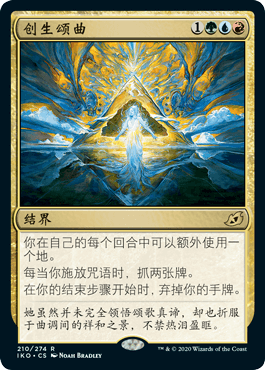 创生颂曲 1
结界
你在自己的每个回合中可以额外使用一
个地。
每当你施放咒语时，抓两张牌。
在你的结束步骤开始时，弃掉你的手牌。
她虽然并未完全领悟颂歌真谛，却也折服
于曲调间的祥和之景，不禁热泪盈眶。
210/274 R
IKO • CS NOAH BRADLEY
™ & © 2020 Wizards of the Coast